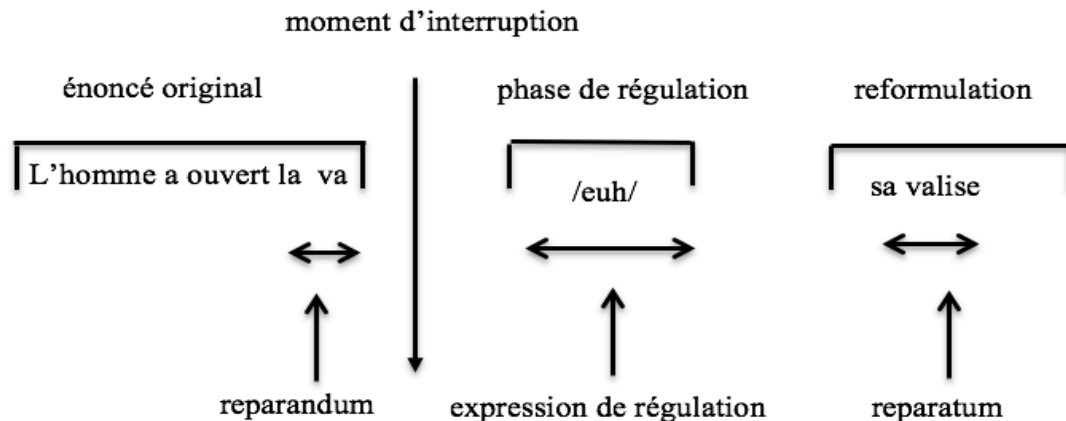 moment d’interruption
énoncé original phase de régulation reformulation
L’homme a ouvert la va /euh/ sa valise
reparandum expression de régulation reparatum